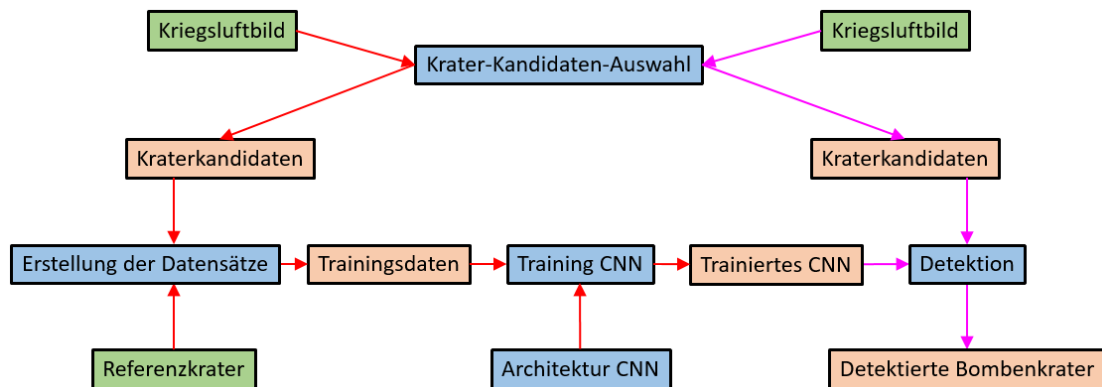 Kriegsluftbild
Kriegsluftbild
Krater-Kandidaten-Auswahl
Kraterkandidaten
Kraterkandidaten
Erstellung der Datensätze
Trainingsdaten
Training CNN
Trainiertes CNN
Detektion
Referenzkrater
Architektur CNN
Detektierte Bombenkrater